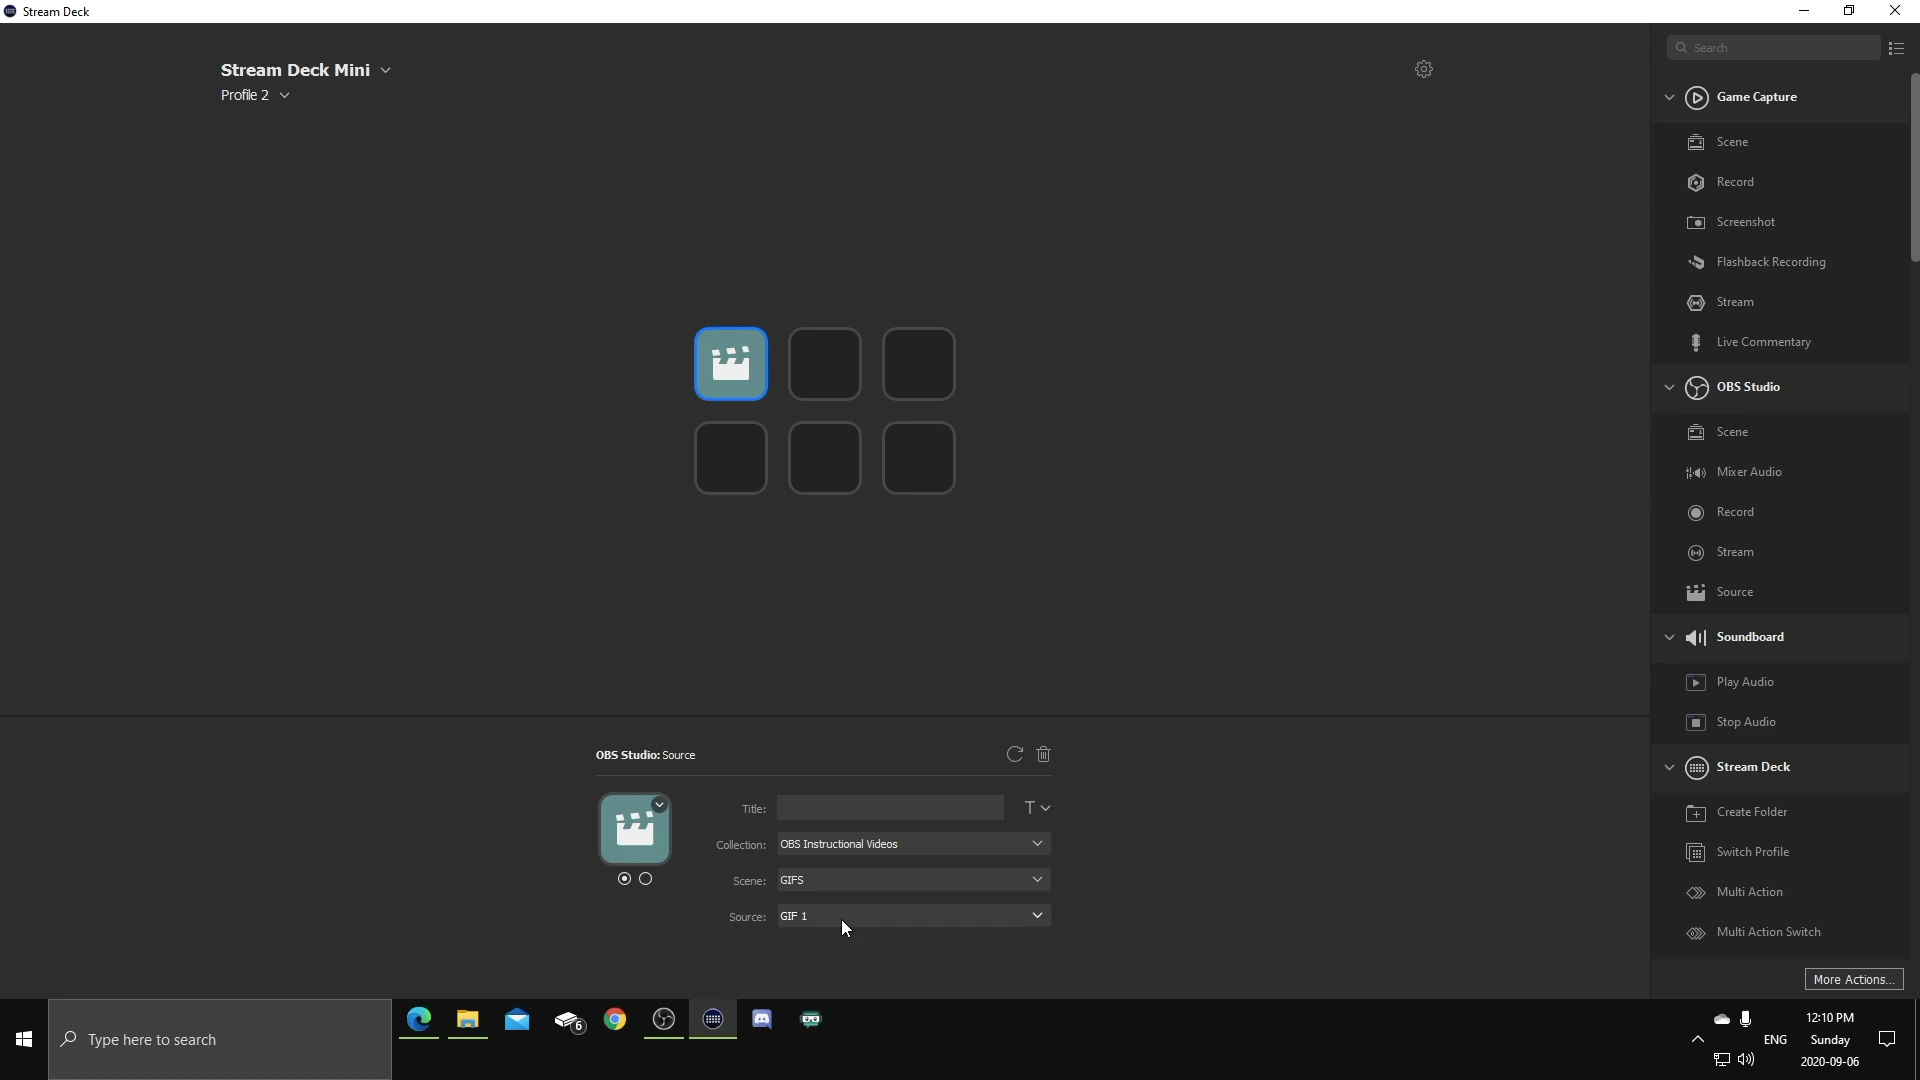 Stream Deck
Stream Deck Mini
Profile 2
Search
Game Capture
Scene
Record
Screenshot
Flashback Recording
Stream
Live Commentary
OBS Studio
Scene
Mixer Audio
Record
Stream
Source
Soundboard
Play Audio
Stop Audio
Stream Deck
Create Folder
Switch Profile
Multi Action
Multi Action Switch
More Actions...
OBS Studio: Source
Title:
T
Collection: OBS Instructional Videos
Scene: GIFS
Source: GIF 1
Type here to search
6
ENG
12:10 PM
Sunday
2020-09-06